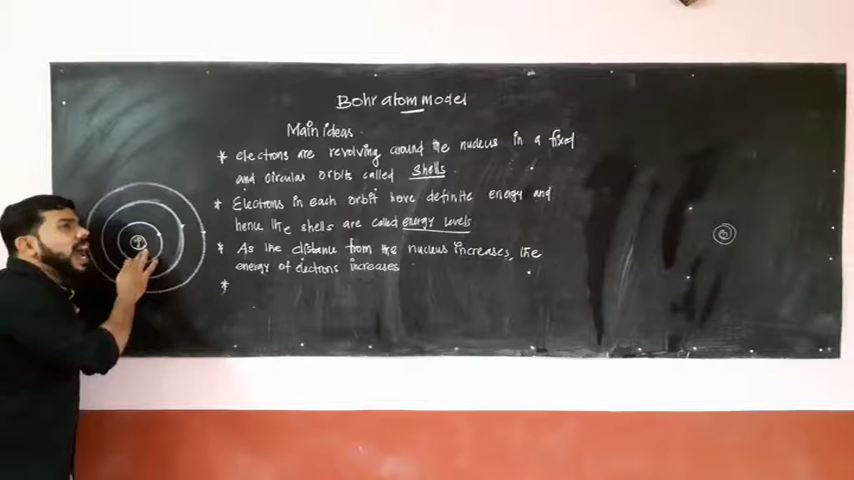 Bohr atom model
Main ideas
* Electrons are revolving around the nucleus in a fixed
and circular orbits called shells
* Electrons in each orbit have definite energy and
hence the shells are called energy levels
* As the distance from the nucleus increases, the
energy of electrons increases
*